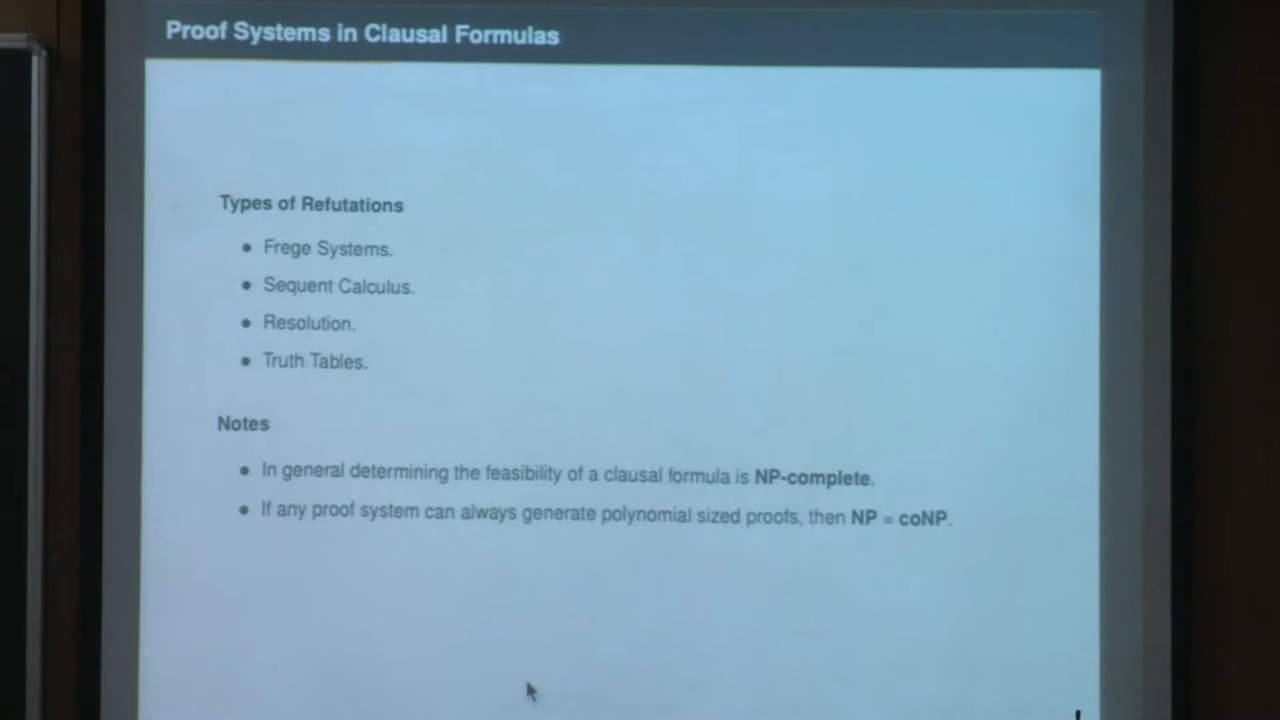 Proof Systems in Clausal Formulas
Types of Refutations
• Frege Systems.
• Sequent Calculus.
• Resolution.
• Truth Tables.
Notes
• In general determining the feasibility of a clausal formula is NP-complete.
• If any proof system can always generate polynomial sized proofs, then NP = coNP.